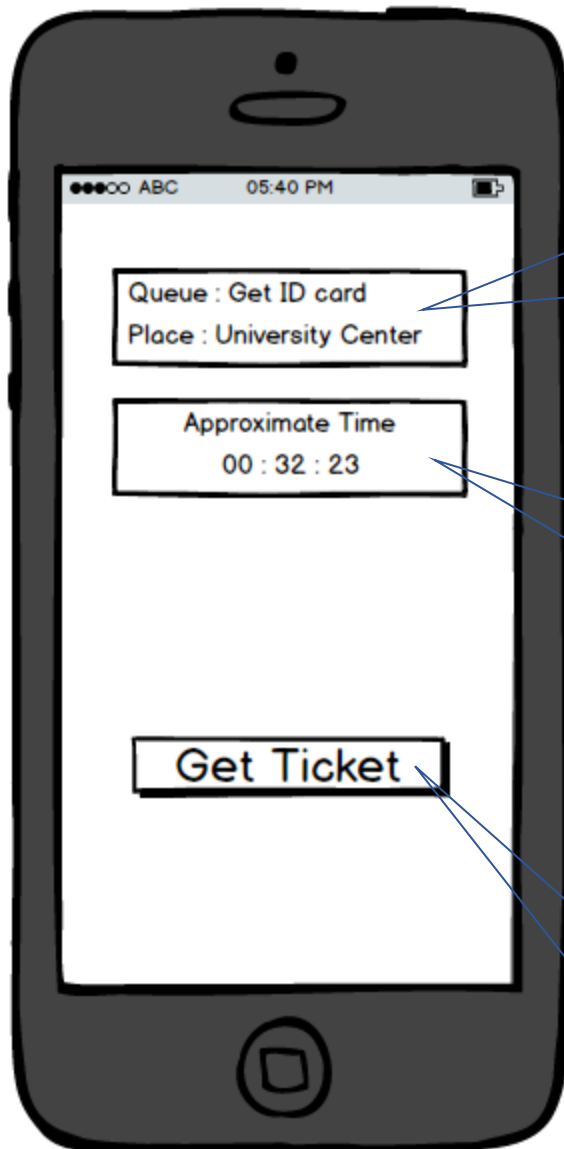 ABC 05:40 PM
Queue : Get ID card
Place : University Center
Approximate Time
00 : 32 : 23
Get Ticket